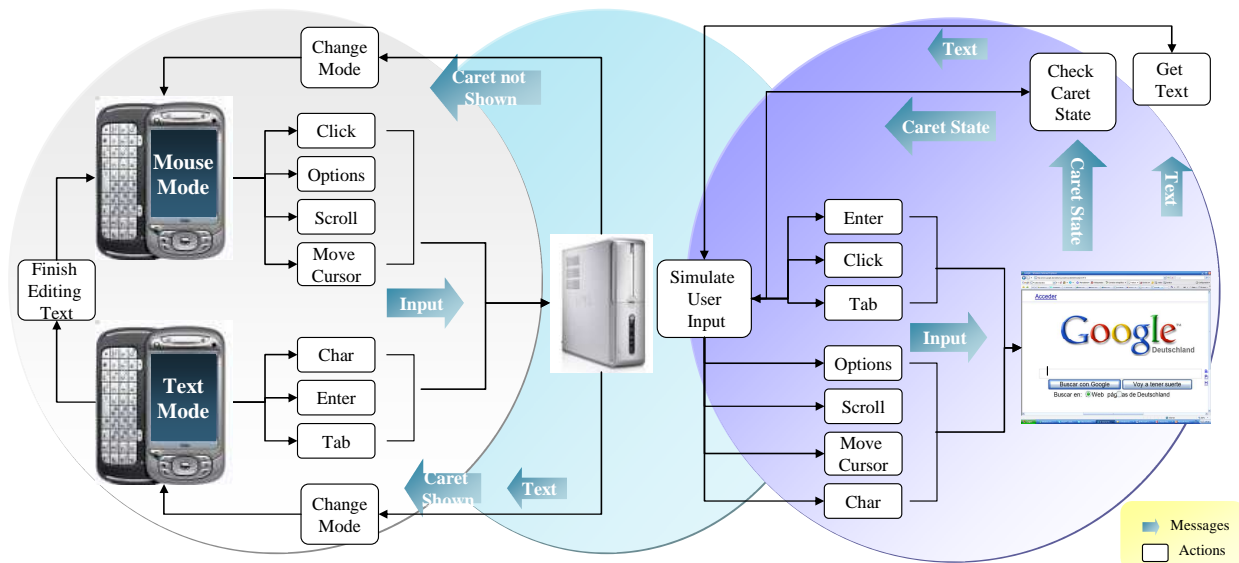 Change
Mode
Caret not
Shown
Mouse
Mode
Click
Options
Scroll
Move
Cursor
Finish
Editing
Text
Input
Text
Mode
Char
Enter
Tab
Caret
Shown
Text
Change
Mode
Simulate
User
Input
Text
Check
Caret
State
Get
Text
Caret State
Caret State
Text
Enter
Click
Tab
Input
Options
Scroll
Move
Cursor
Char
Acceder
Google
Deutschland
Buscar con Google
Voy a tener suerte
Buscar en:
Messages
Actions